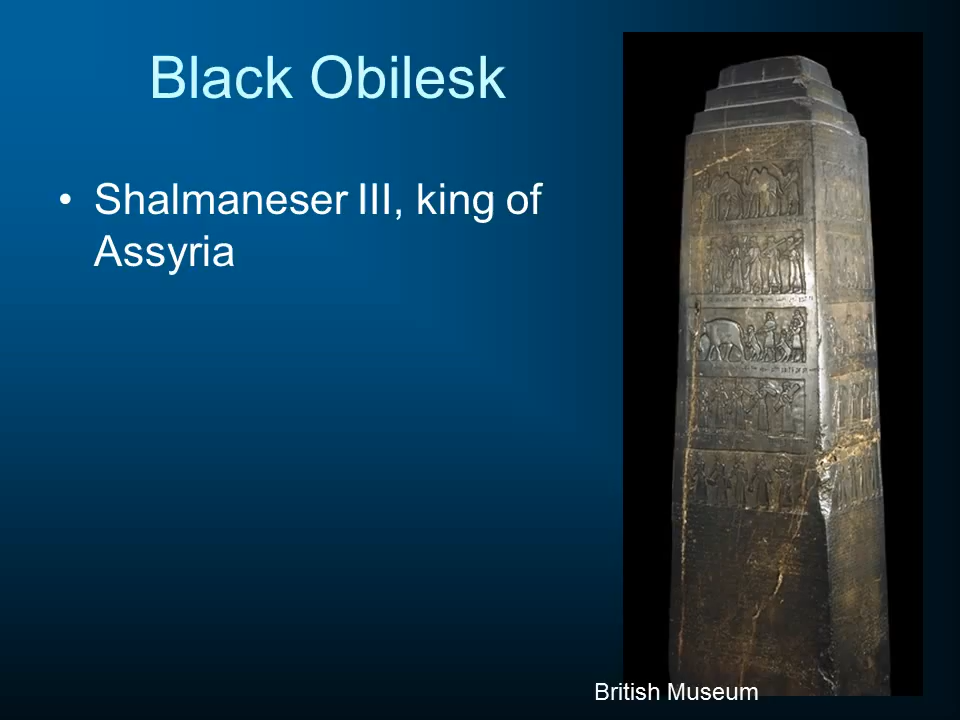 Black Obilesk
• Shalmaneser III, king of
Assyria
British Museum